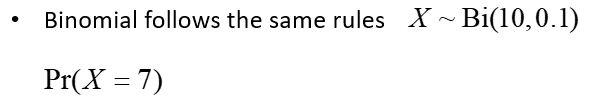 • Binomial follows the same rules X ~ Bi(10,0.1)
Pr(X = 7)